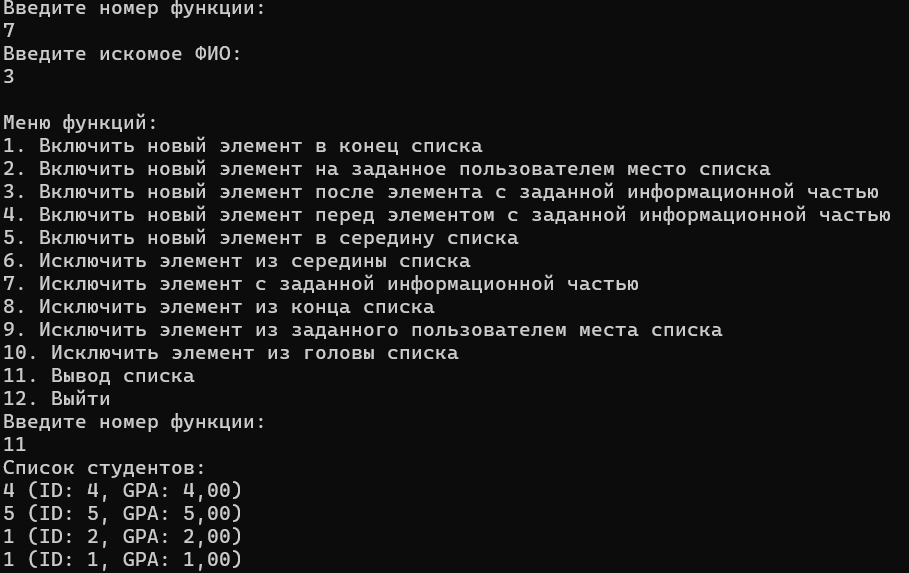 Введите номер функции:
7
Введите искомое ФИО:
3
Меню функций:
1. Включить новый элемент в конец списка
2. Включить новый элемент на заданное пользователем место списка
3. Включить новый элемент после элемента с заданной информационной частью
4. Включить новый элемент перед элементом с заданной информационной частью
5. Включить новый элемент в середину списка
6. Исключить элемент из середины списка
7. Исключить элемент с заданной информационной частью
8. Исключить элемент из конца списка
9. Исключить элемент из заданного пользователем места списка
10. Исключить элемент из головы списка
11. Вывод списка
12. Выйти
Введите номер функции:
11
Список студентов:
4 (ID: 4, GPA: 4,00)
5 (ID: 5, GPA: 5,00)
1 (ID: 2, GPA: 2,00)
1 (ID: 1, GPA: 1,00)